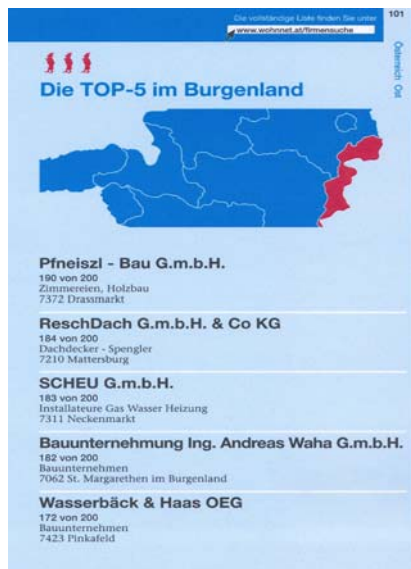 Die vollständige Liste finden Sie unter
101
www.wohnnet.at/firmensuche
Österreich Ost
Die TOP-5 im Burgenland
Pfneiszl - Bau G.m.b.H.
190 von 200
Zimmereien, Holzbau
7372 Drassmarkt
ReschDach G.m.b.H. & Co KG
184 von 200
Dachdecker - Spengler
7210 Mattersburg
SCHEU G.m.b.H.
183 von 200
Installateure Gas Wasser Heizung
7311 Neckenmarkt
Bauunternehmung Ing. Andreas Waha G.m.b.H.
182 von 200
Bauunternehmen
7062 St. Margarethen im Burgenland
Wasserbäck & Haas OEG
172 von 200
Bauunternehmen
7423 Pinkafeld